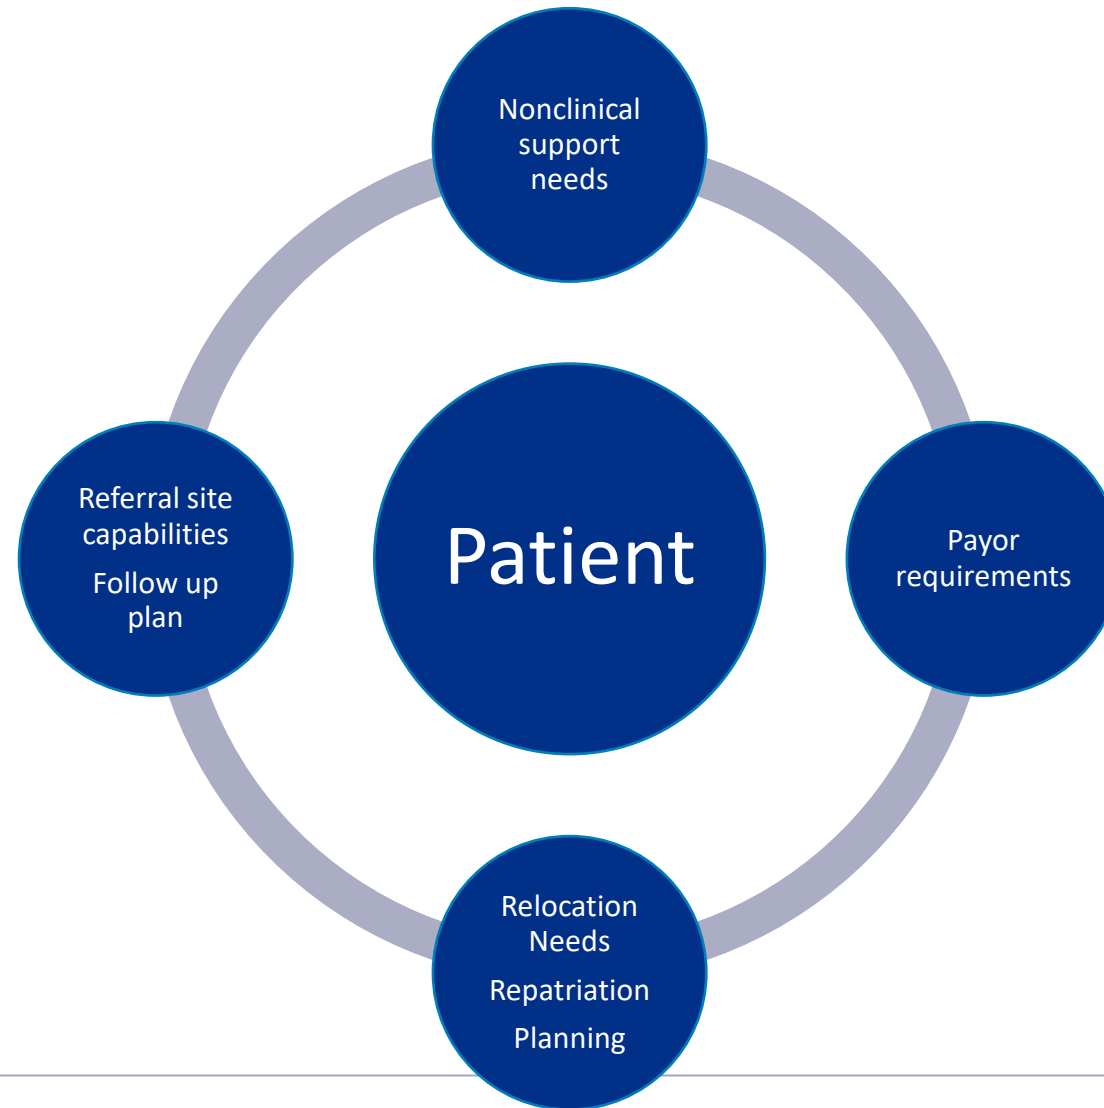 Nonclinical
support
needs
Referral site
capabilities
Follow up
plan
Patient
Payor
requirements
Relocation
Needs
Repatriation
Planning